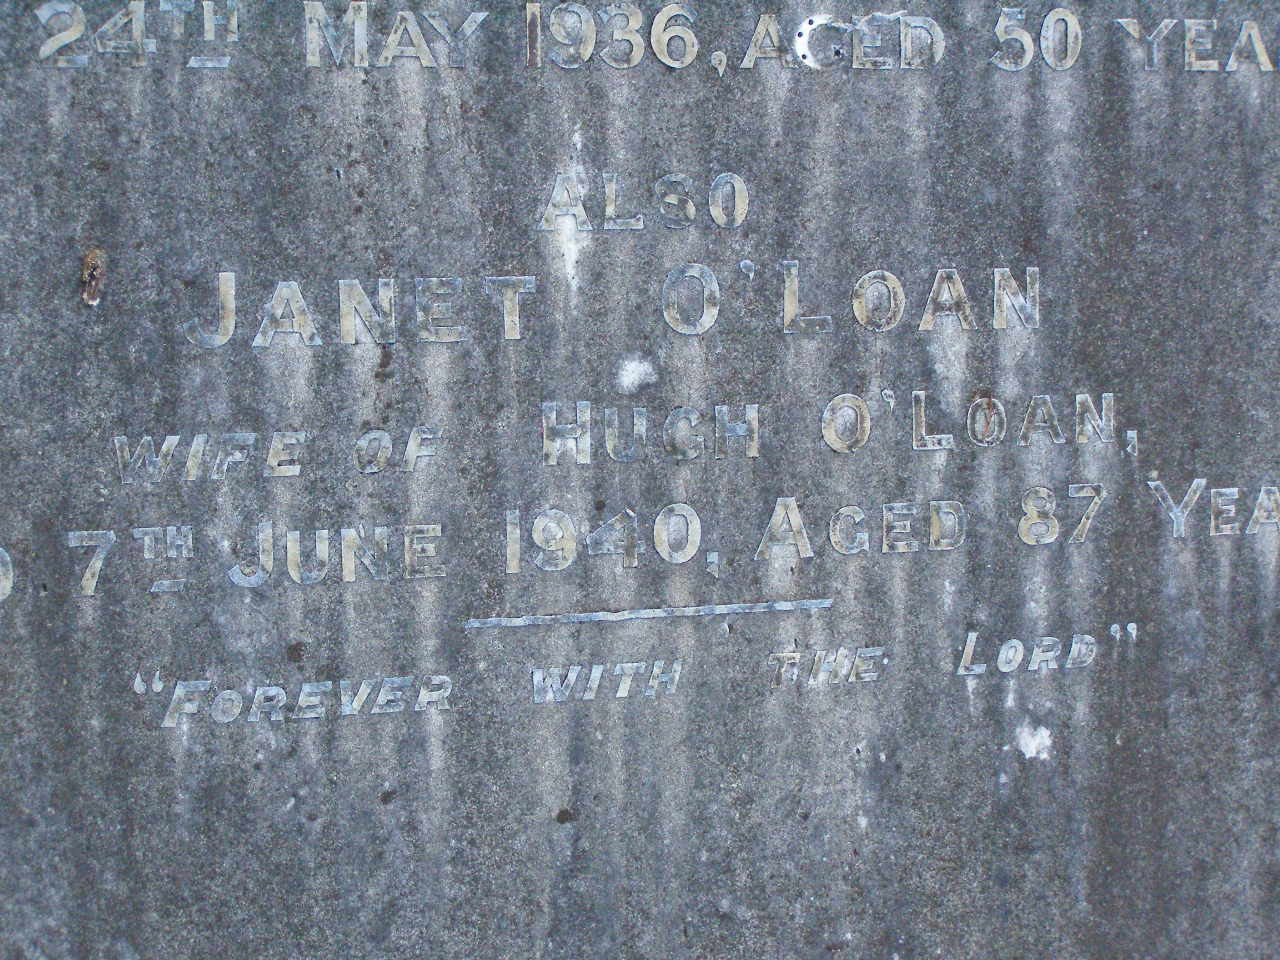 24TH MAY 1936, AGED 50 YEA
ALSO
JANET O'LOAN
WIFE OF HUGH O'LOAN,
D 7TH JUNE 1940, AGED 87 YEA
"FOREVER WITH THE LORD"